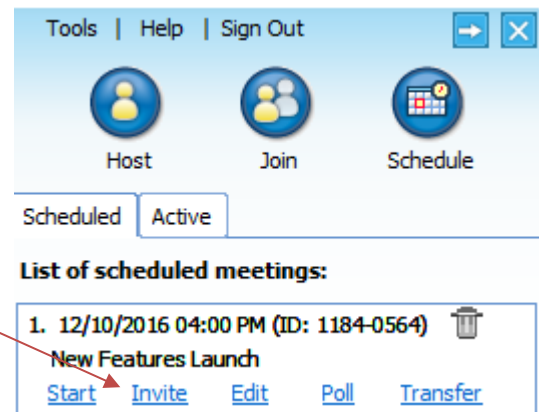 Tools | Help | Sign Out
Host Join Schedule
Scheduled Active
List of scheduled meetings:
1. 12/10/2016 04:00 PM (ID: 1184-0564)
New Features Launch
Start Invite Edit Poll Transfer